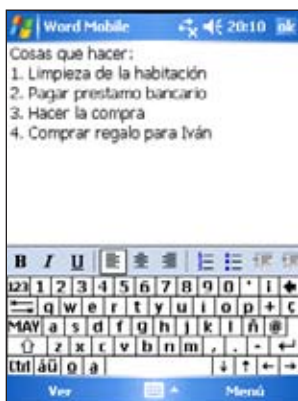 Word Mobile 20:10 ok
Cosas que hacer:
1. Limpieza de la habitación
2. Pagar prestamo bancario
3. Hacer la compra
4. Comprar regalo para Iván
B I U
123 1 2 3 4 5 6 7 8 9 0 ' ¡
q w e r t y u i o p + ç
MAY a s d f g h j k l ñ @
z x c v b n m , . -
Ctrl áü º a
Ver Menú